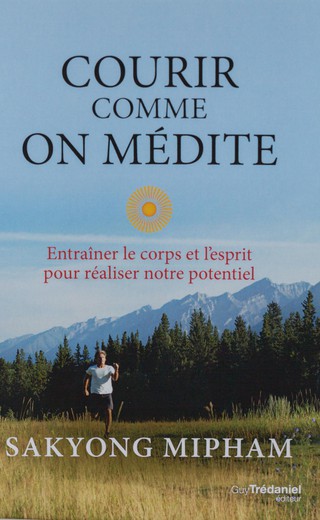 COURIR
COMME
ON MÉDITE
Entraîner le corps et l'esprit
pour réaliser notre potentiel
SAKYONG MIPHAM
Guy Trédaniel
éditeur